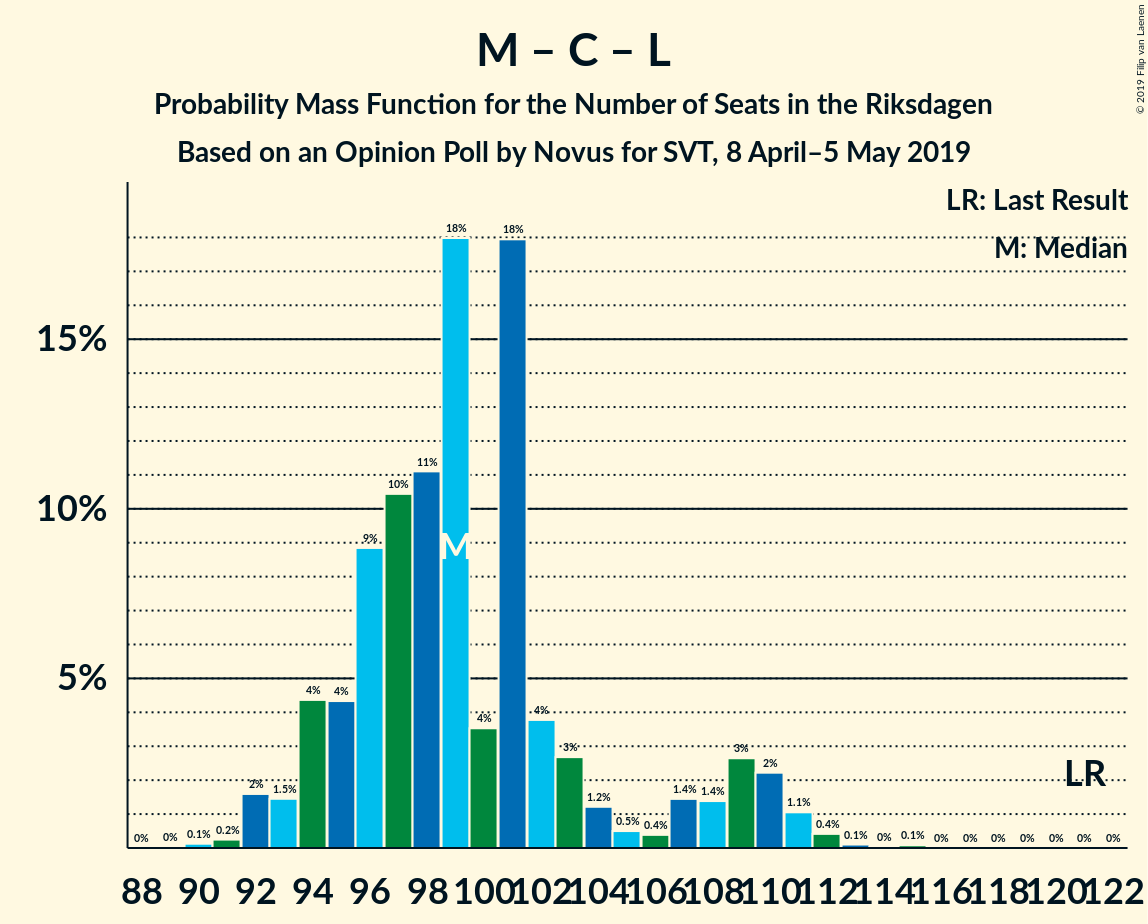 M – C – L
Probability Mass Function for the Number of Seats in the Riksdagen
Based on an Opinion Poll by Novus for SVT, 8 April–5 May 2019
© 2019 Filip van Laenen
LR: Last Result
M: Median
15%
10%
5%
0% 0% 0.1% 0.2% 2% 1.5% 4% 4% 9% 10% 11% 18% 4% 18% 4% 3% 1.2% 0.5% 0.4% 1.4% 1.4% 3% 2% 1.1% 0.4% 0.1% 0% 0.1% 0% 0% 0% 0% 0% 0% 0%
M
LR
88 90 92 94 96 98 100 102 104 106 108 110 112 114 116 118 120 122